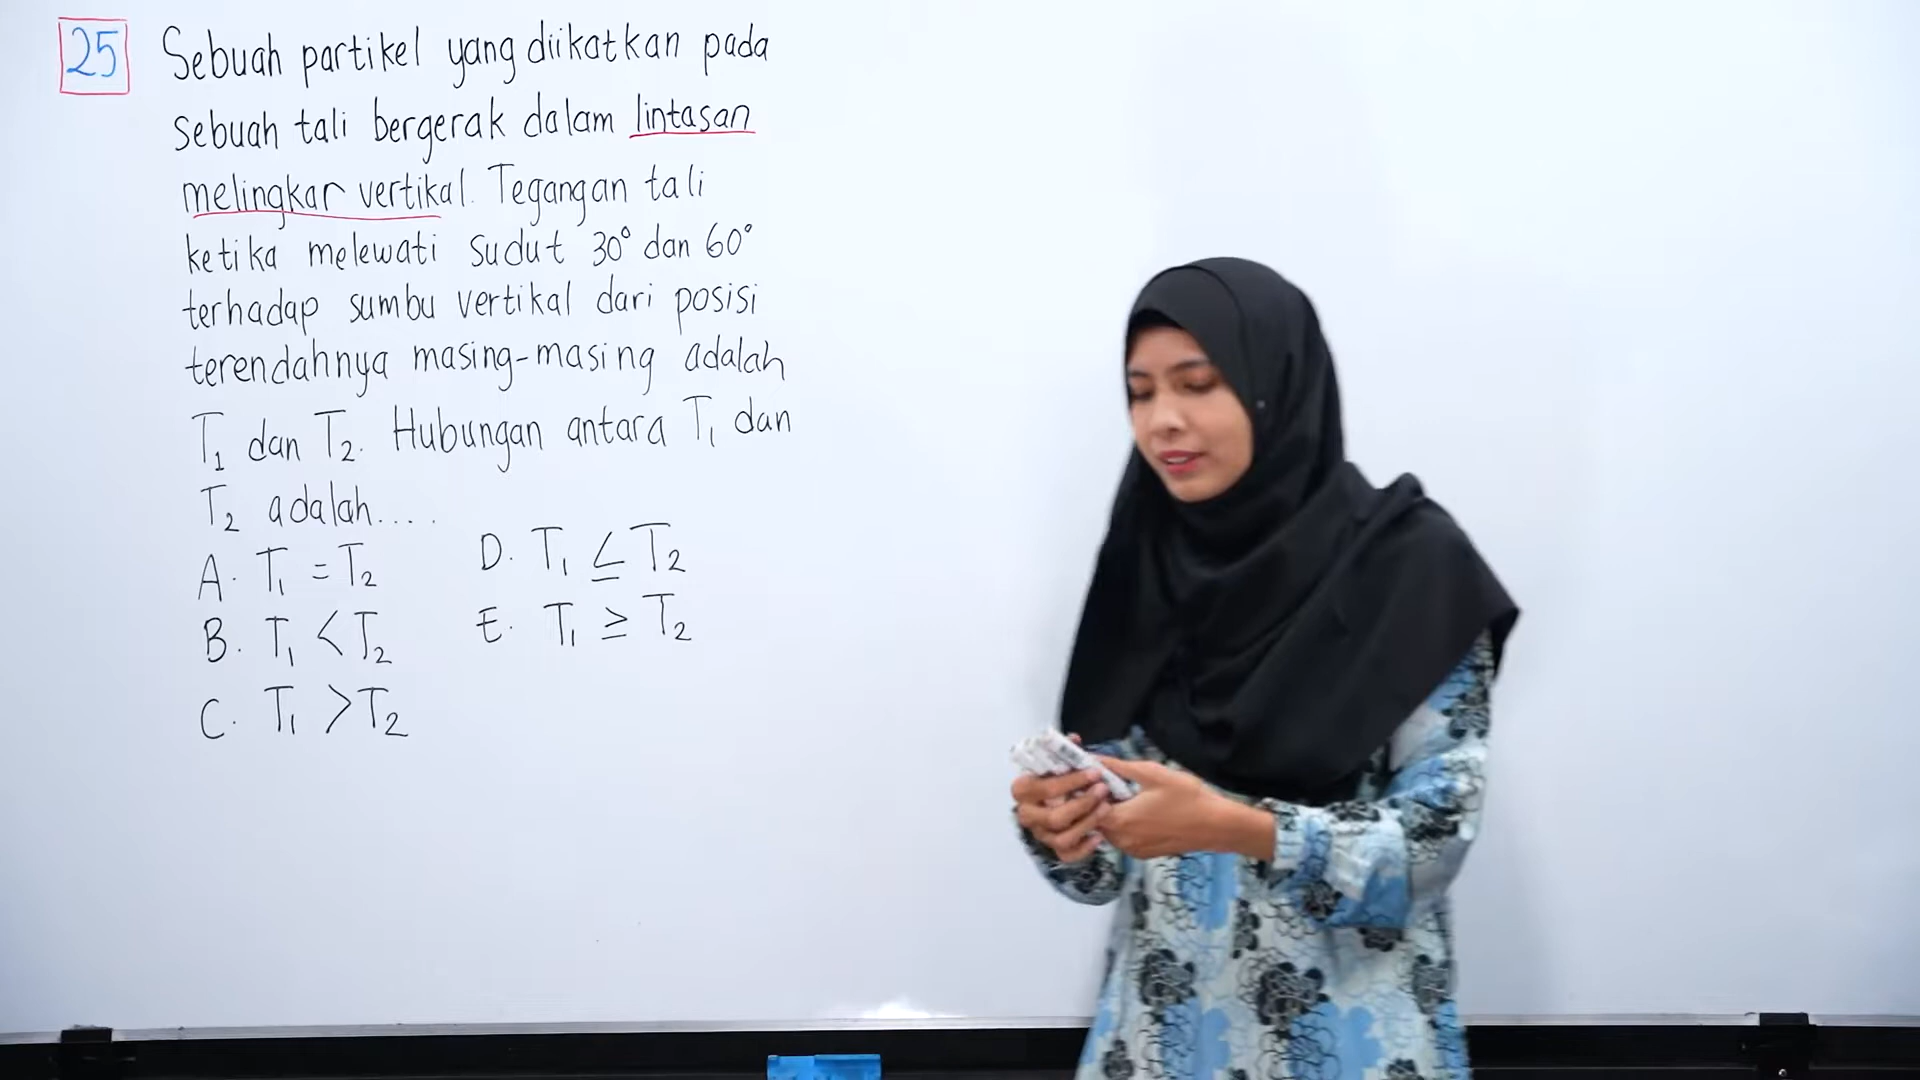 25 Sebuah partikel yang diikatkan pada
sebuah tali bergerak dalam lintasan
melingkar vertikal. Tegangan tali
ketika melewati sudut 30° dan 60°
terhadap sumbu vertikal dari posisi
terendahnya masing-masing adalah
T₁ dan T₂. Hubungan antara T₁ dan
T₂ adalah....
A. T₁ = T₂
B. T₁ < T₂
C. T₁ > T₂
D. T₁ ≤ T₂
E. T₁ ≥ T₂